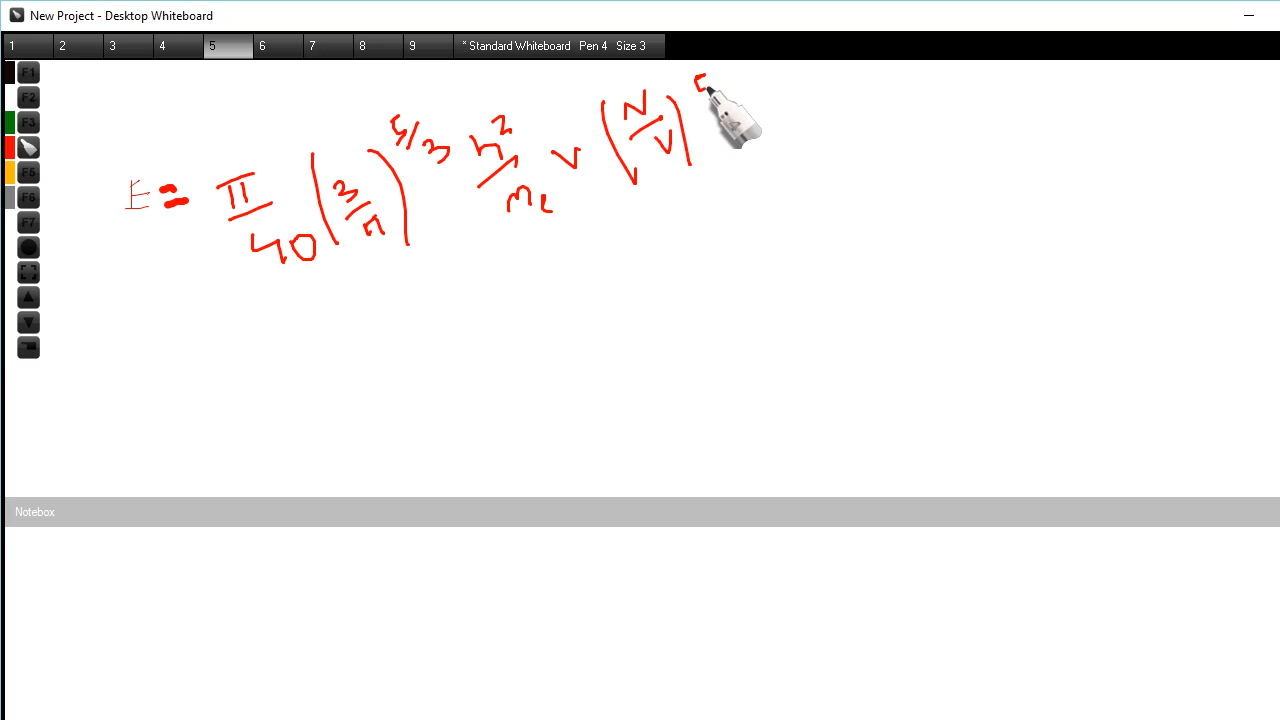 New Project - Desktop Whiteboard
1 2 3 4 5 6 7 8 9 * Standard Whiteboard Pen 4 Size 3
F1
F2
F3
F5
F6
F7
E = π/40 (3/π)^5/3 h²/me V (N/V)^5
Notebox